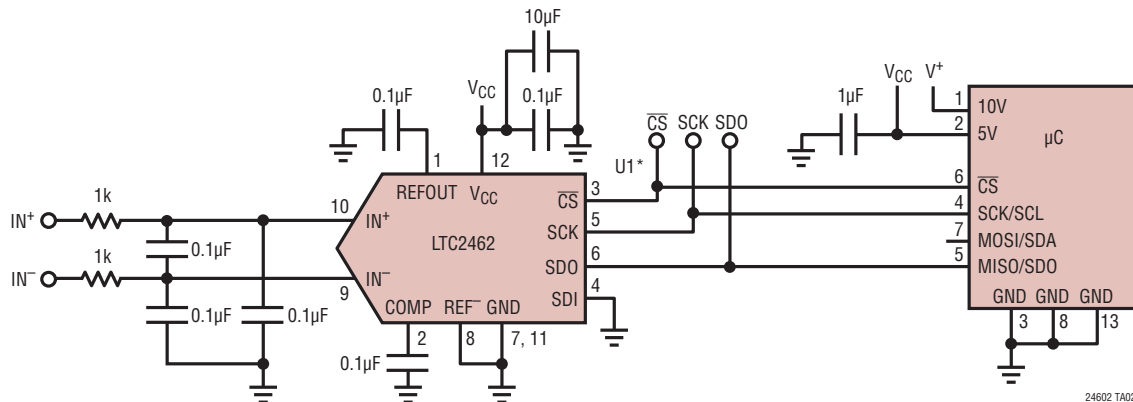 10µF
VCC
0.1µF
0.1µF
CS SCK SDO
VCC V+
1µF
1 10V
2 5V
µC
1 12
REFOUT VCC
U1*
3 CS
6 CS
1k
IN+
10 IN+
LTC2462
5 SCK
4 SCK/SCL
0.1µF
7 MOSI/SDA
1k
IN−
9 IN−
6 SDO
5 MISO/SDO
4 SDI
0.1µF
0.1µF
COMP REF− GND
GND GND GND
2 8 7, 11
3 8 13
0.1µF
24602 TA02